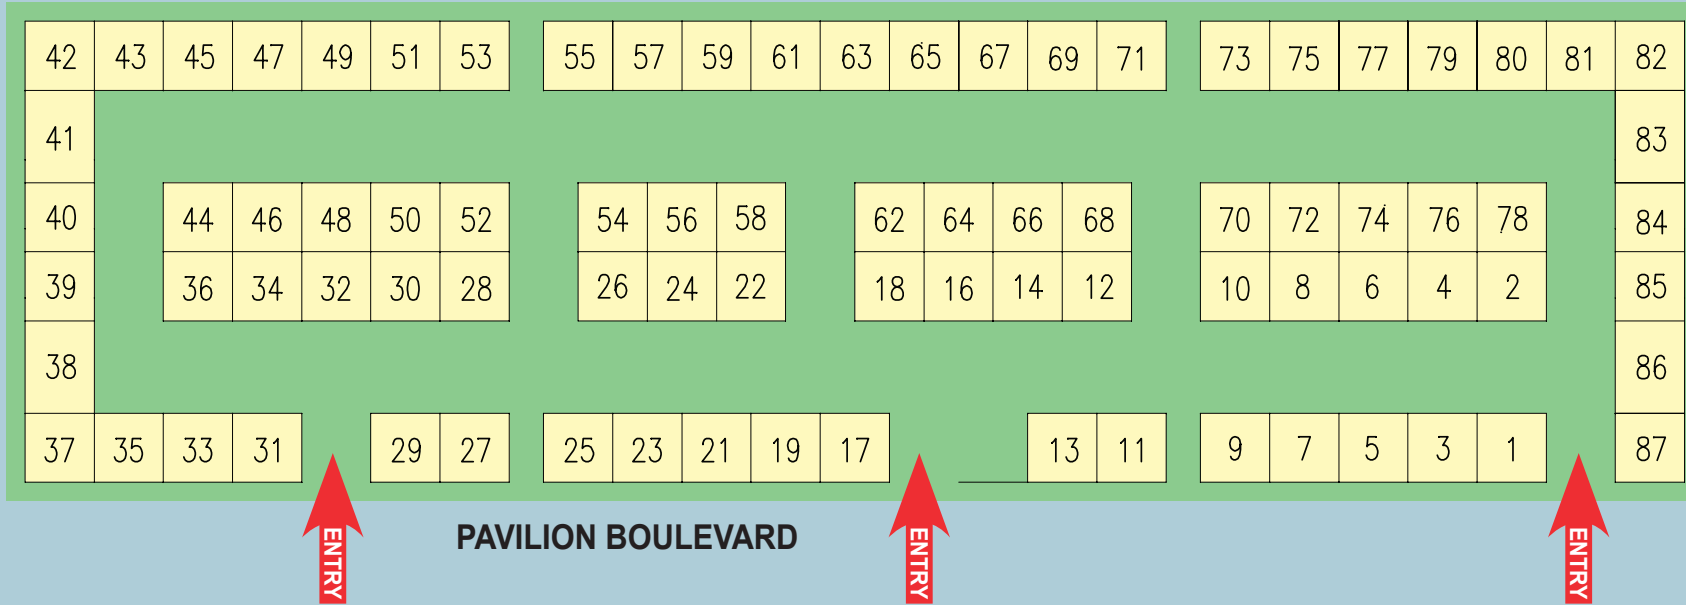 42 43 45 47 49 51 53 55 57 59 61 63 65 67 69 71 73 75 77 79 80 81 82
41 83
40 44 46 48 50 52 54 56 58 62 64 66 68 70 72 74 76 78 84
39 36 34 32 30 28 26 24 22 18 16 14 12 10 8 6 4 2 85
38 86
37 35 33 31 29 27 25 23 21 19 17 13 11 9 7 5 3 1 87
PAVILION BOULEVARD
ENTRY ENTRY ENTRY